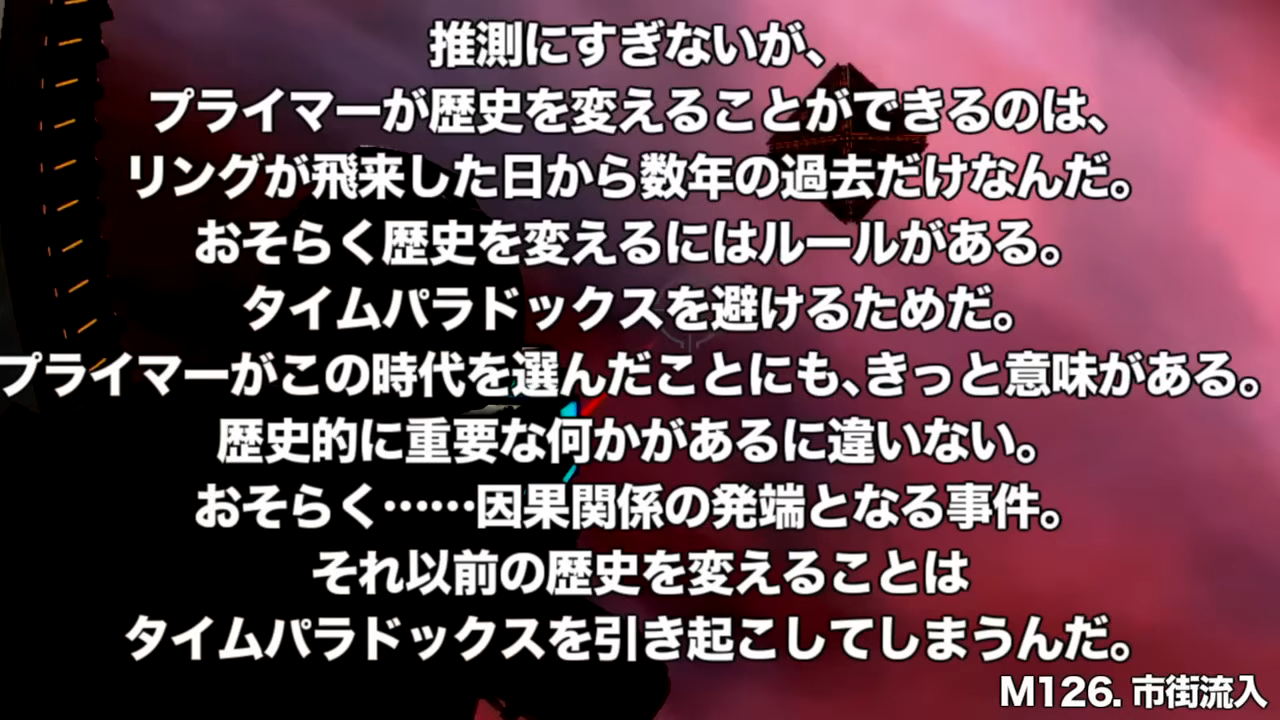 推測にすぎないが、
プライマーが歴史を変えることができるのは、
リングが飛来した日から数年の過去だけなんだ。
おそらく歴史を変えるにはルールがある。
タイムパラドックスを避けるためだ。
プライマーがこの時代を選んだことにも、きっと意味がある。
歴史的に重要な何かがあるに違いない。
おそらく……因果関係の発端となる事件。
それ以前の歴史を変えることは
タイムパラドックスを引き起こしてしまうんだ。
M126. 市街流入